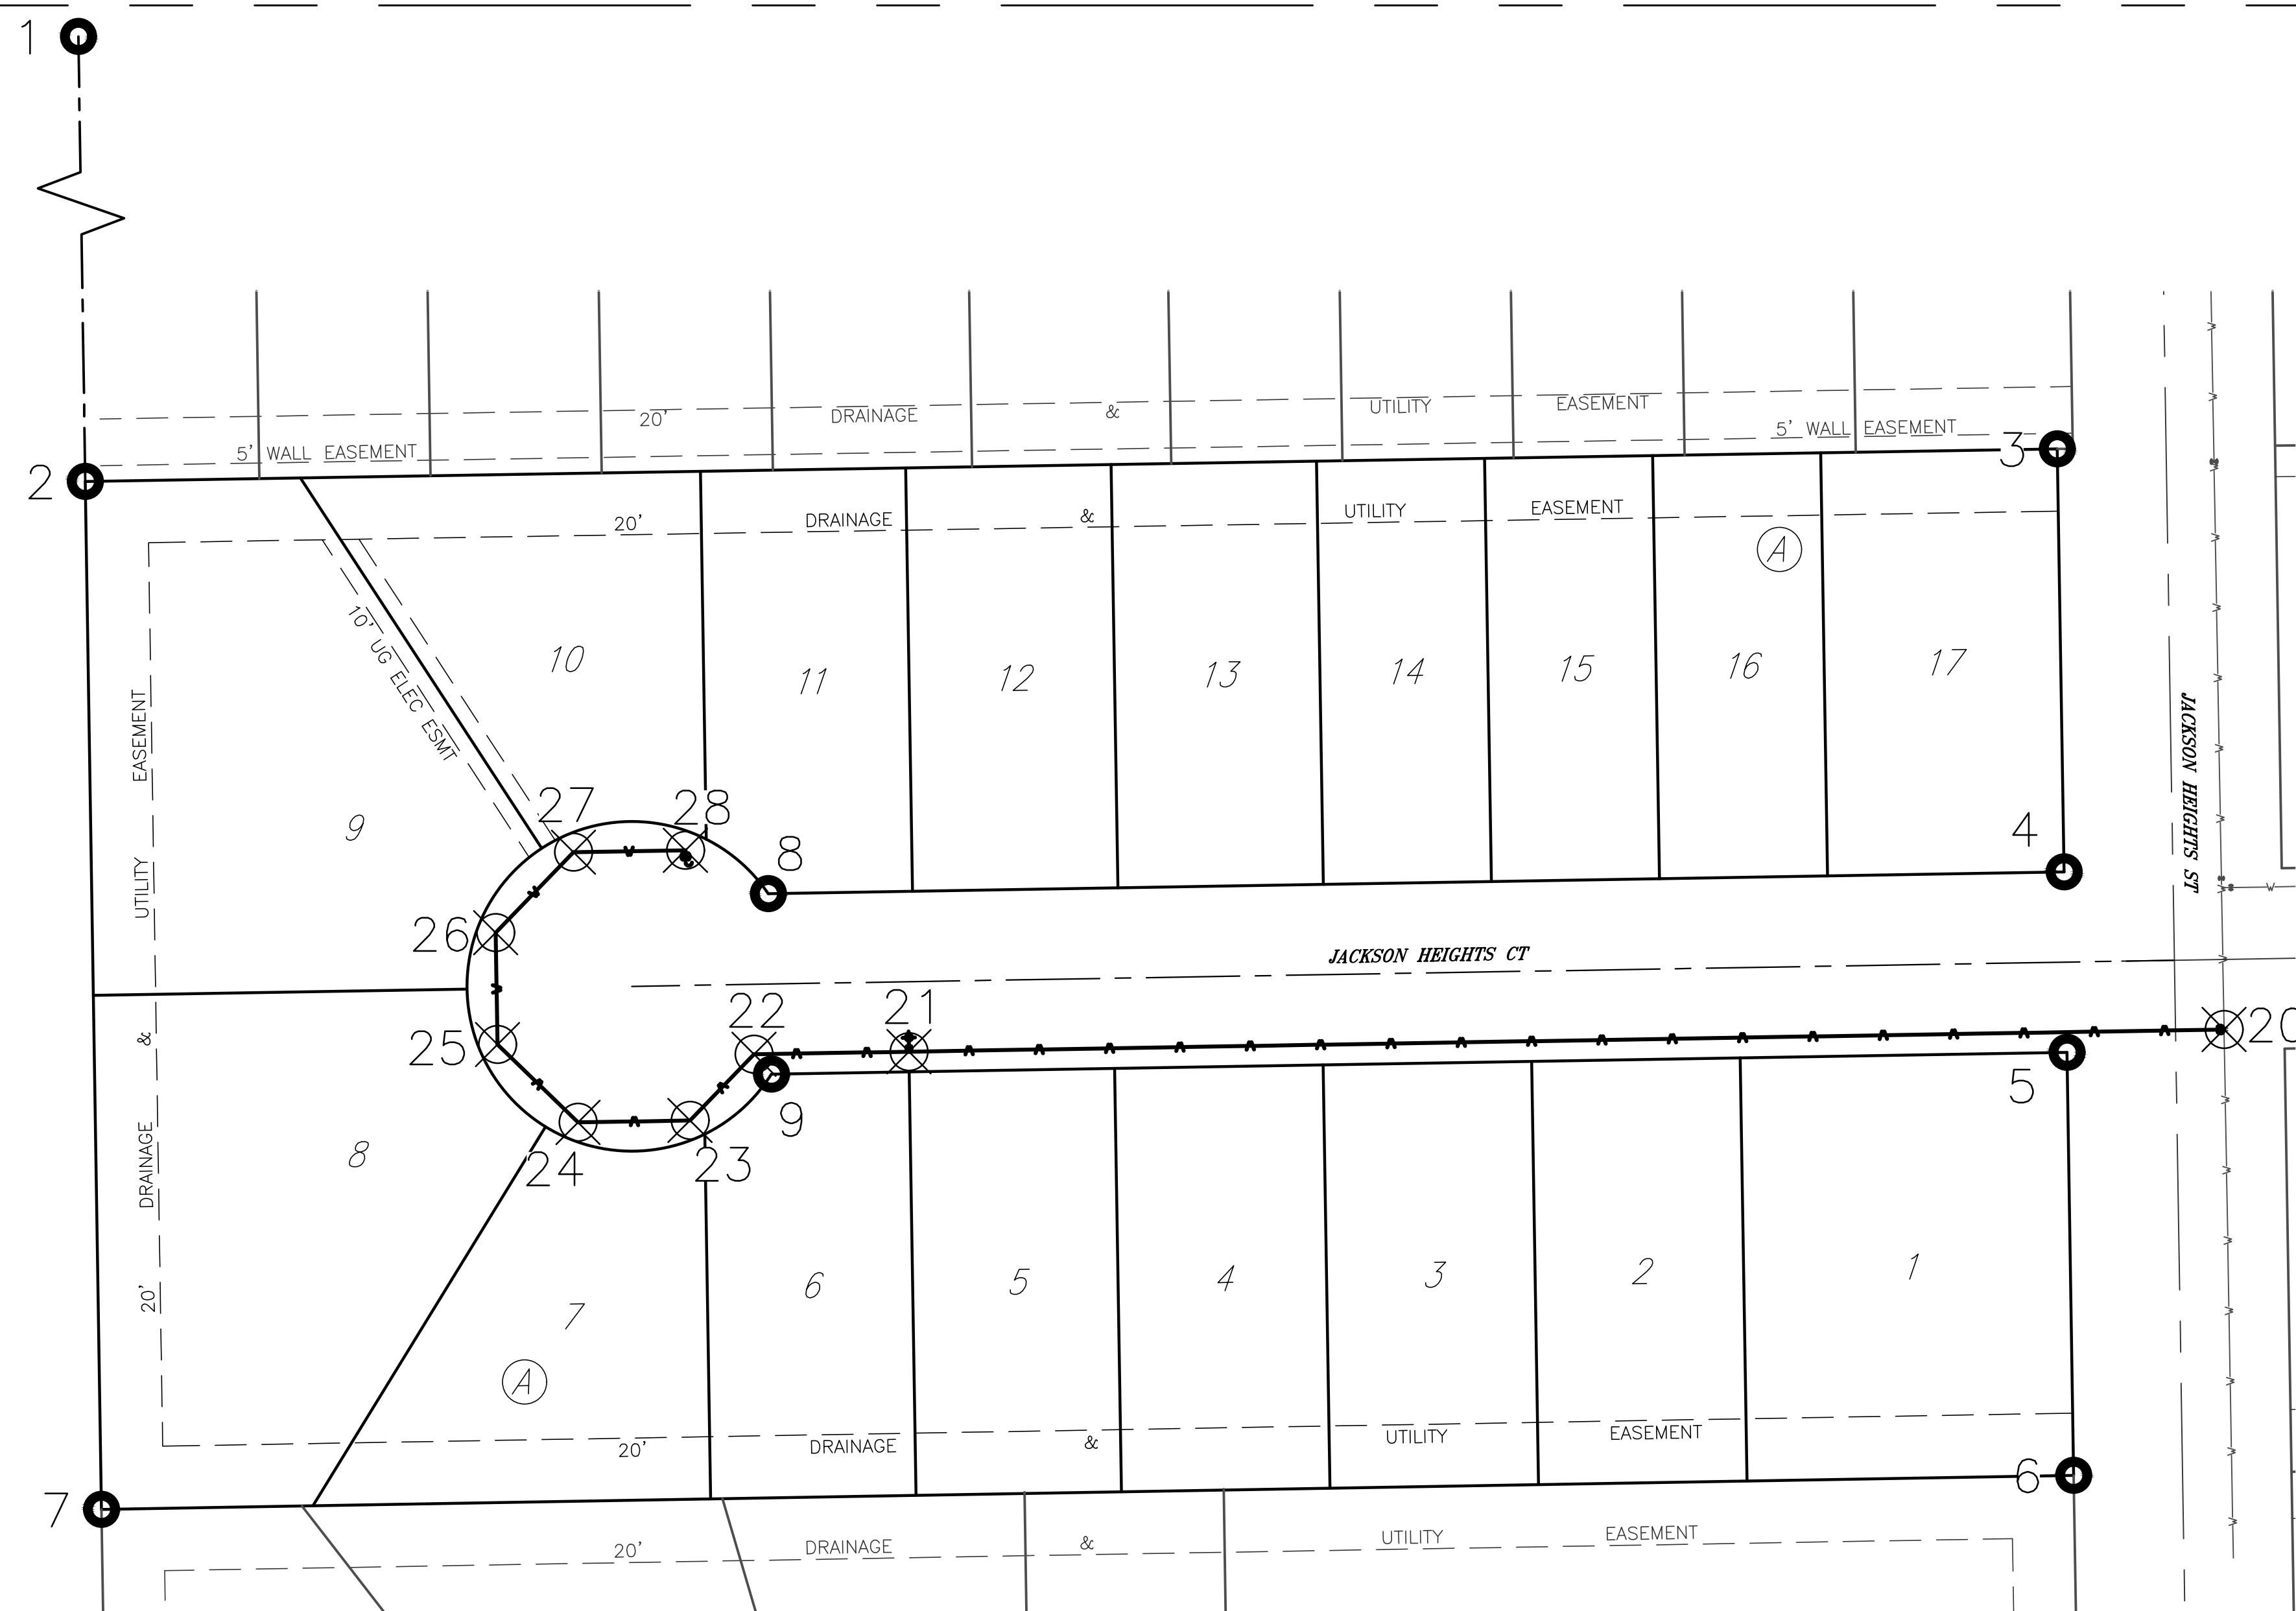 1
20' DRAINAGE & UTILITY EASEMENT
5' WALL EASEMENT
5' WALL EASEMENT
2
3
20' DRAINAGE & UTILITY EASEMENT
A
10' UG ELEC ESMT
10
11
12
13
14
15
16
17
JACKSON HEIGHTS ST
9
27
28
8
4
26
W
JACKSON HEIGHTS CT
25
22
21
20
5
9
24
23
20' DRAINAGE & UTILITY EASEMENT
8
7
6
5
4
3
2
1
A
20' DRAINAGE & UTILITY EASEMENT
7
6
20' DRAINAGE & UTILITY EASEMENT